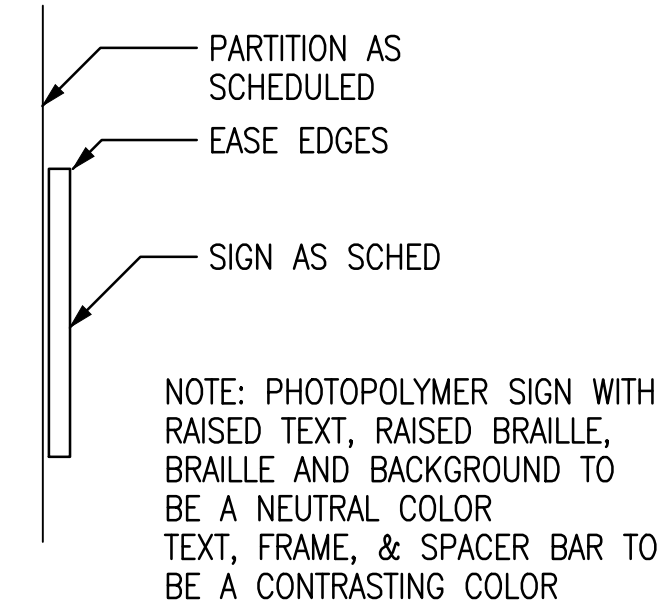 PARTITION AS
SCHEDULED
EASE EDGES
SIGN AS SCHED
NOTE: PHOTOPOLYMER SIGN WITH
RAISED TEXT, RAISED BRAILLE,
BRAILLE AND BACKGROUND TO
BE A NEUTRAL COLOR
TEXT, FRAME, & SPACER BAR TO
BE A CONTRASTING COLOR